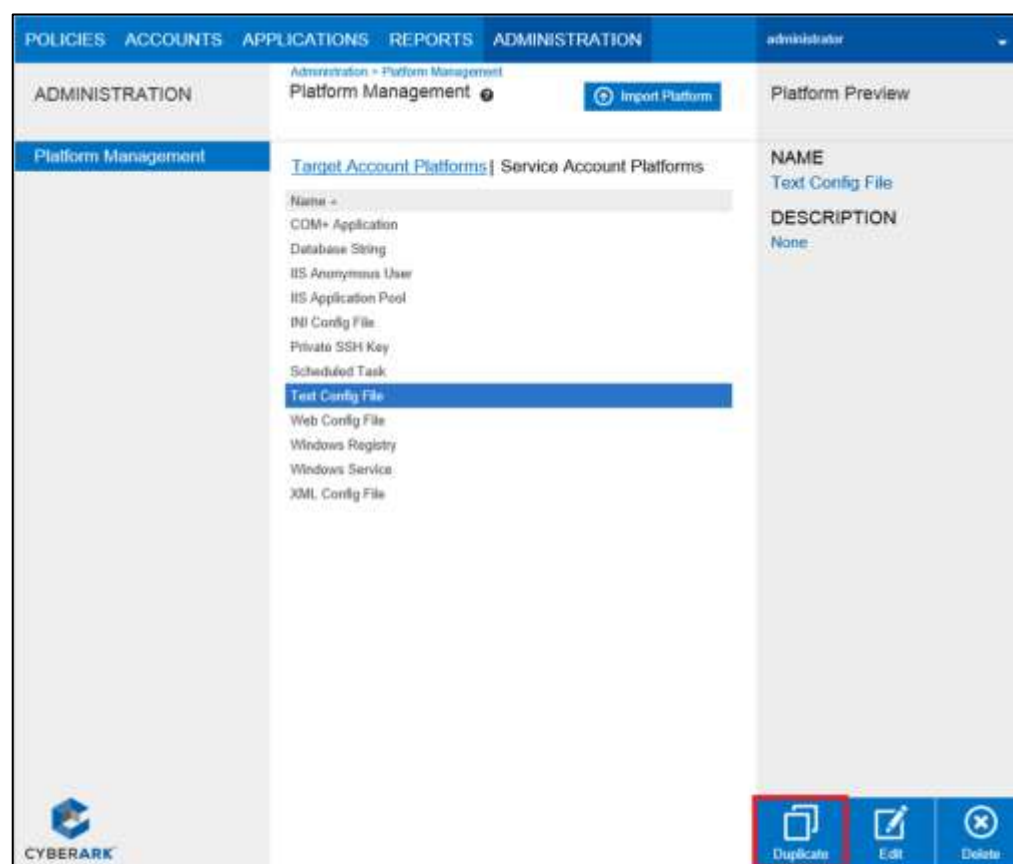 POLICIES ACCOUNTS APPLICATIONS REPORTS ADMINISTRATION administrator
ADMINISTRATION
Administration > Platform Management
Platform Management ?
Import Platform
Platform Preview
Platform Management
Target Account Platforms | Service Account Platforms
Name
COM+ Application
Database String
IIS Anonymous User
IIS Application Pool
INI Config File
Private SSH Key
Scheduled Task
Text Config File
Web Config File
Windows Registry
Windows Service
XML Config File
NAME
Text Config File
DESCRIPTION
None
CYBERARK
Duplicate Edit Delete